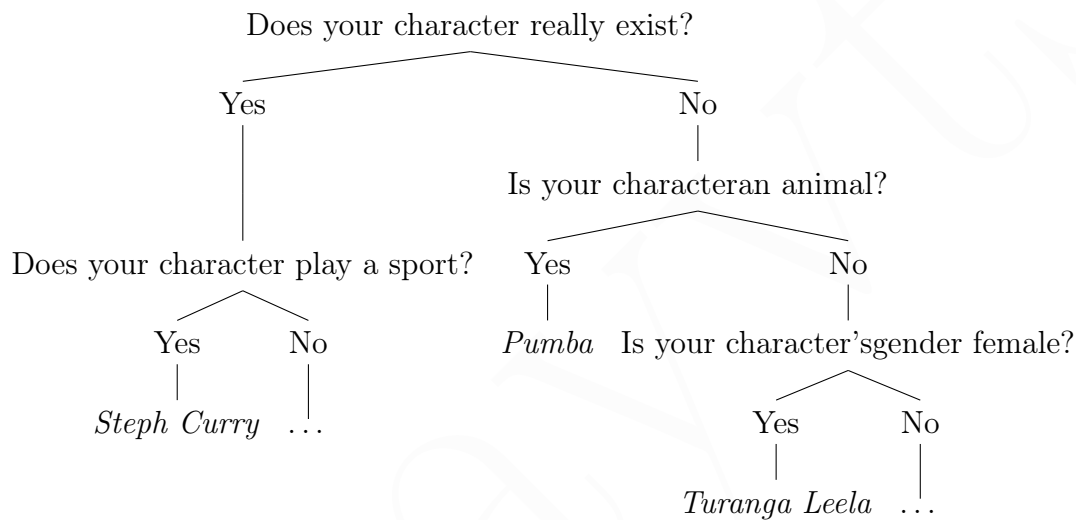 Does your character really exist?
Yes
No
Is your characteran animal?
Does your character play a sport?
Yes
No
Yes
No
Pumba
Is your character'sgender female?
Steph Curry
...
Yes
No
Turanga Leela
...